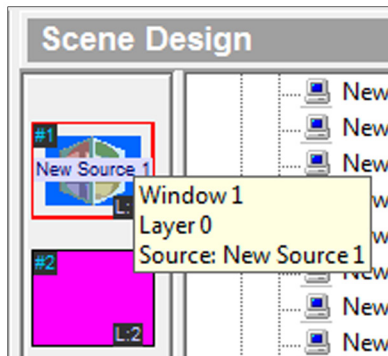 Scene Design
#1
New Source 1
L:
Window 1
Layer 0
Source: New Source 1
#2
L:2
New
New
New
New
New
New